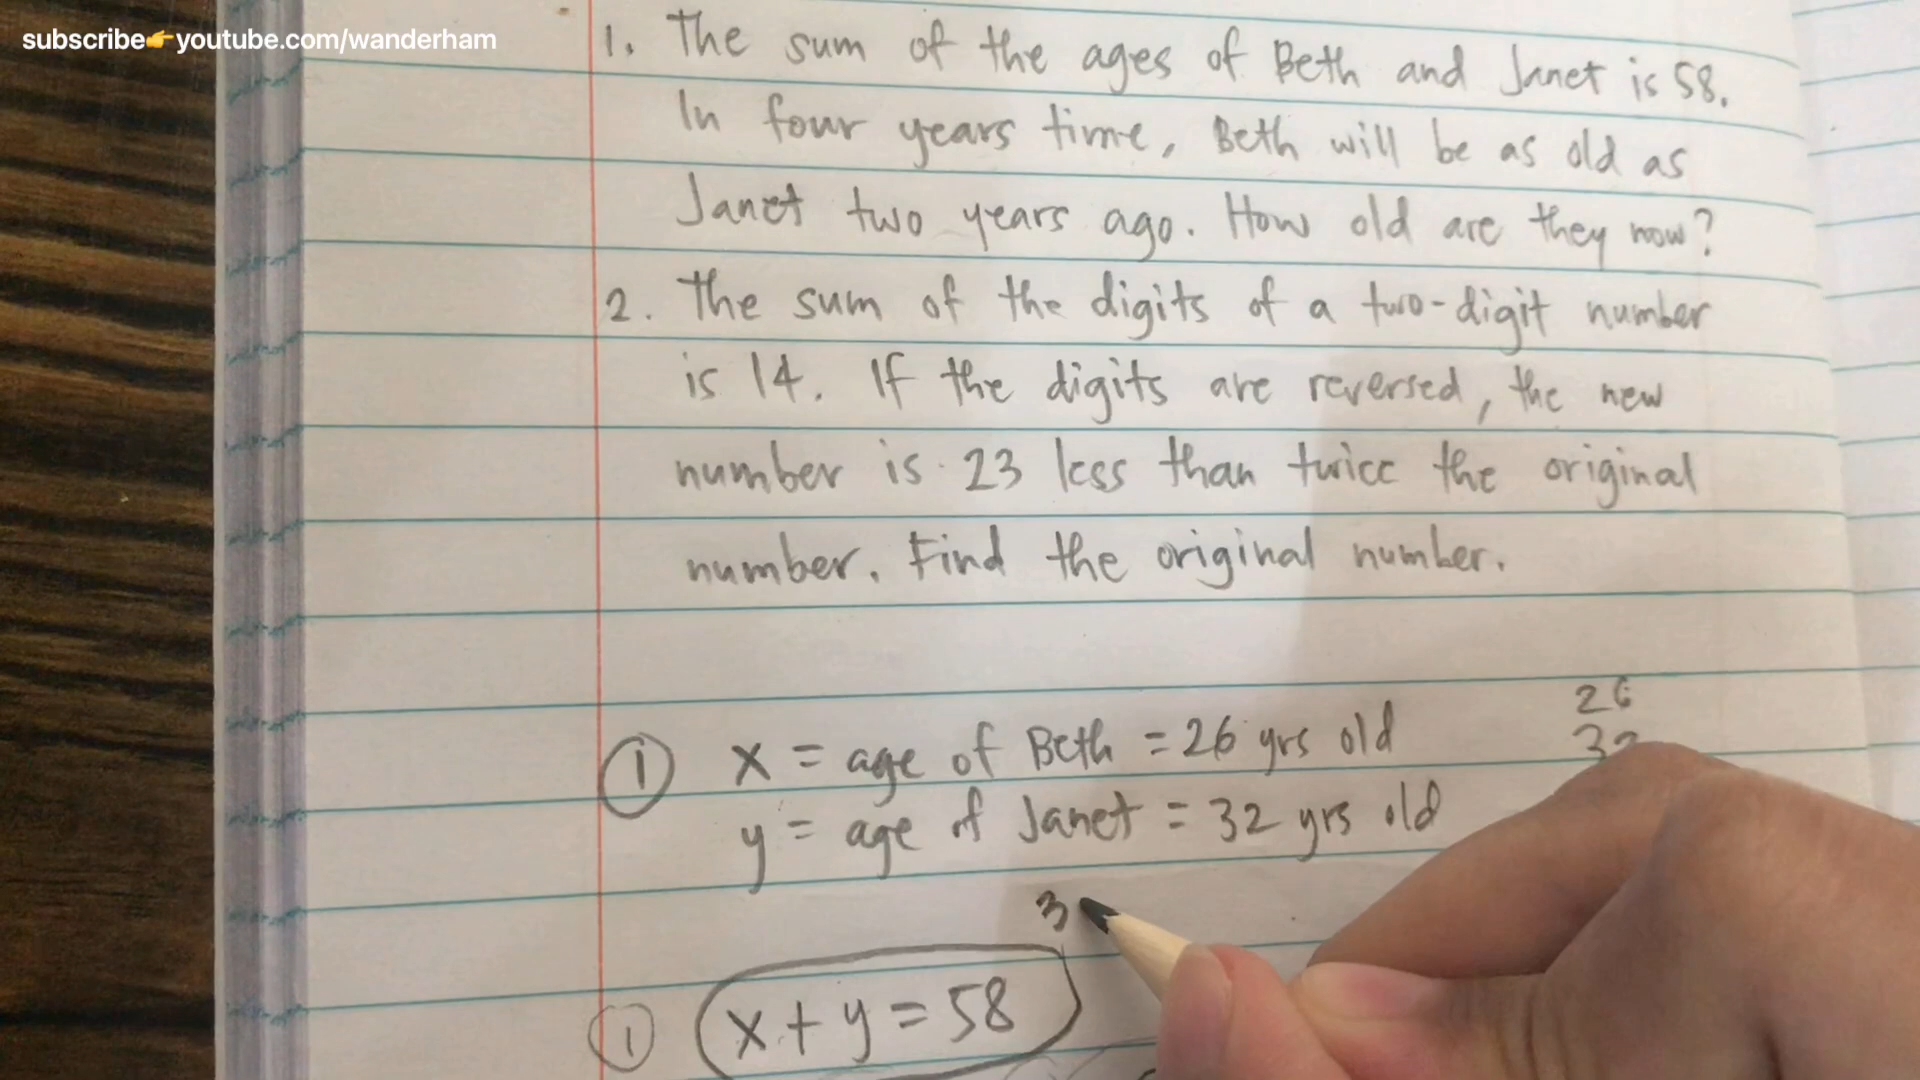 subscribe👉youtube.com/wanderham
1. The sum of the ages of Beth and Janet is 58.
In four years time, Beth will be as old as
Janet two years ago. How old are they now?
2. The sum of the digits of a two-digit number
is 14. If the digits are reversed, the new
number is 23 less than twice the original
number. Find the original number.
26
① x = age of Beth = 26 yrs old
y = age of Janet = 32 yrs old
3
① x + y = 58